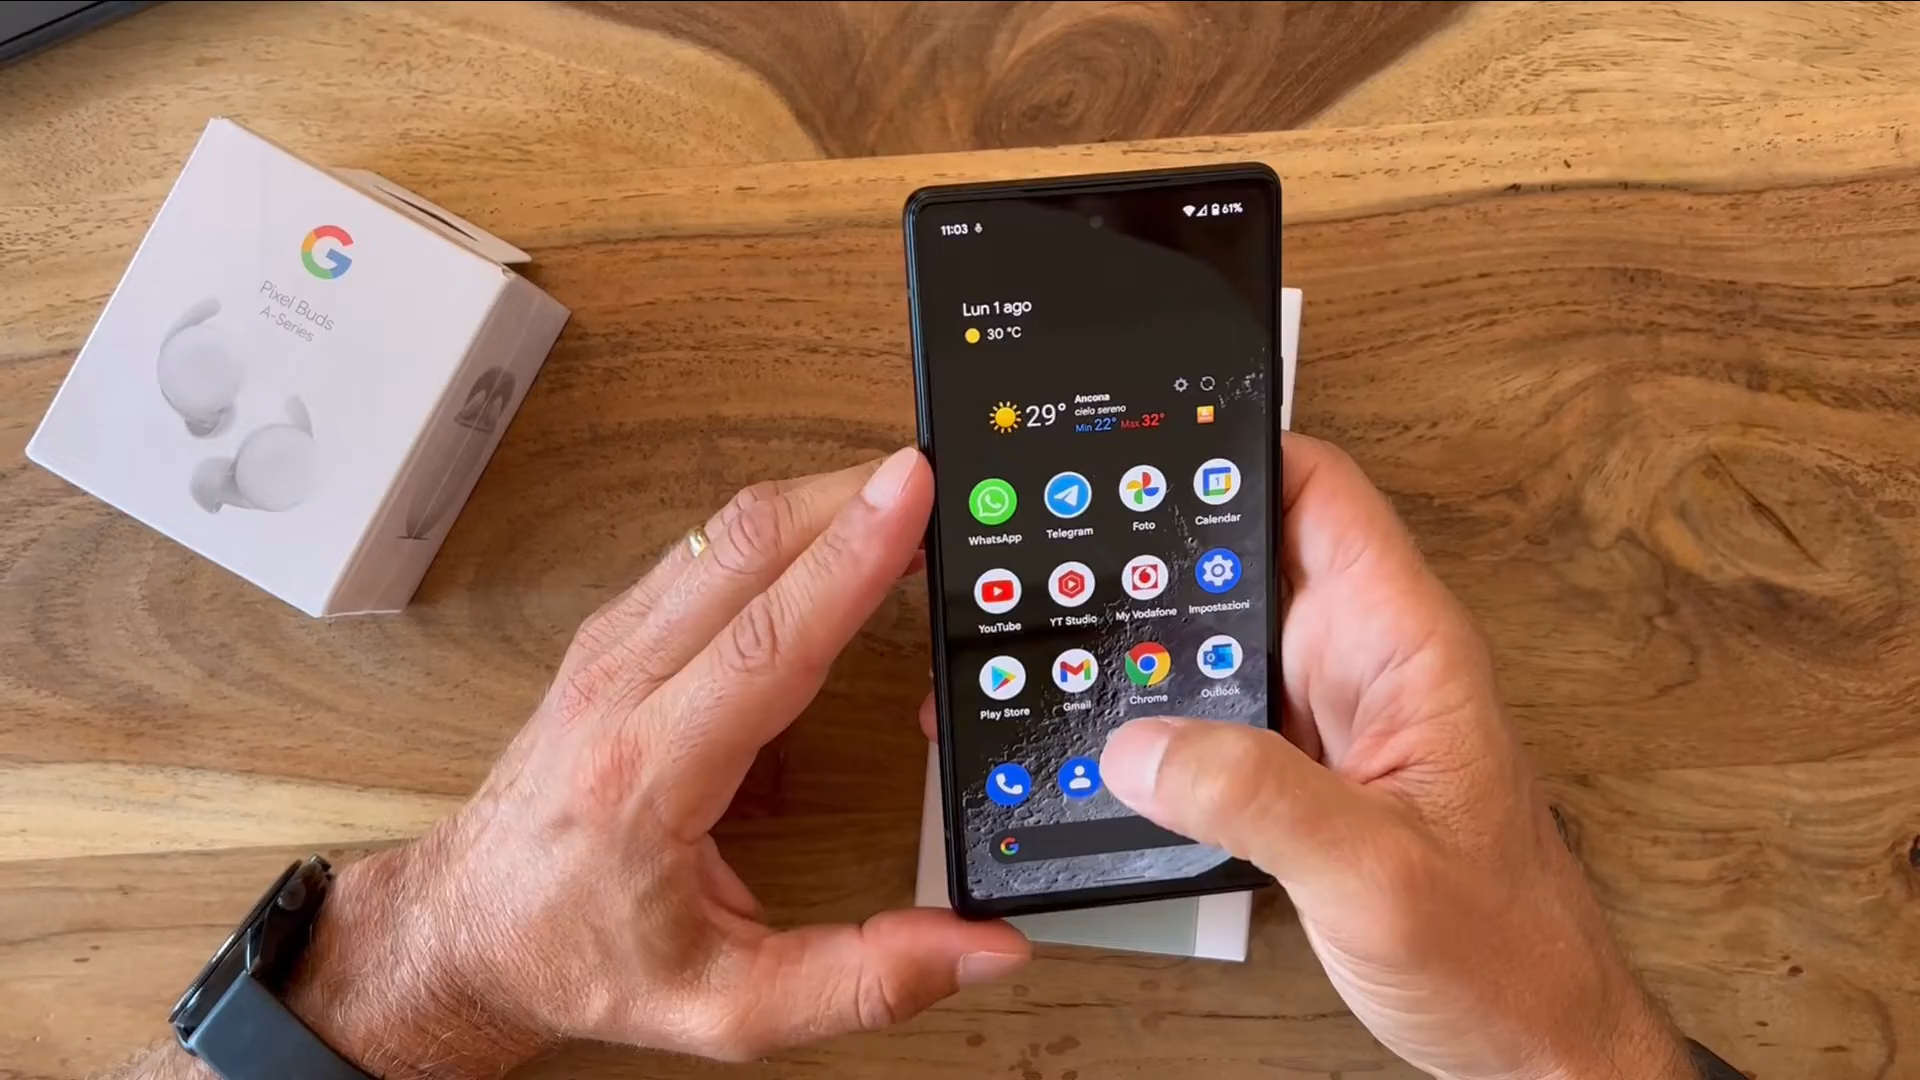 Pixel Buds
A-Series
11:03
61%
Lun 1 ago
30 °C
29°
Ancona
cielo sereno
Min 22° Max 32°
WhatsApp
Telegram
Foto
1
Calendar
YouTube
YT Studio
My Vodafone
Impostazioni
Play Store
Gmail
Chrome
Outlook